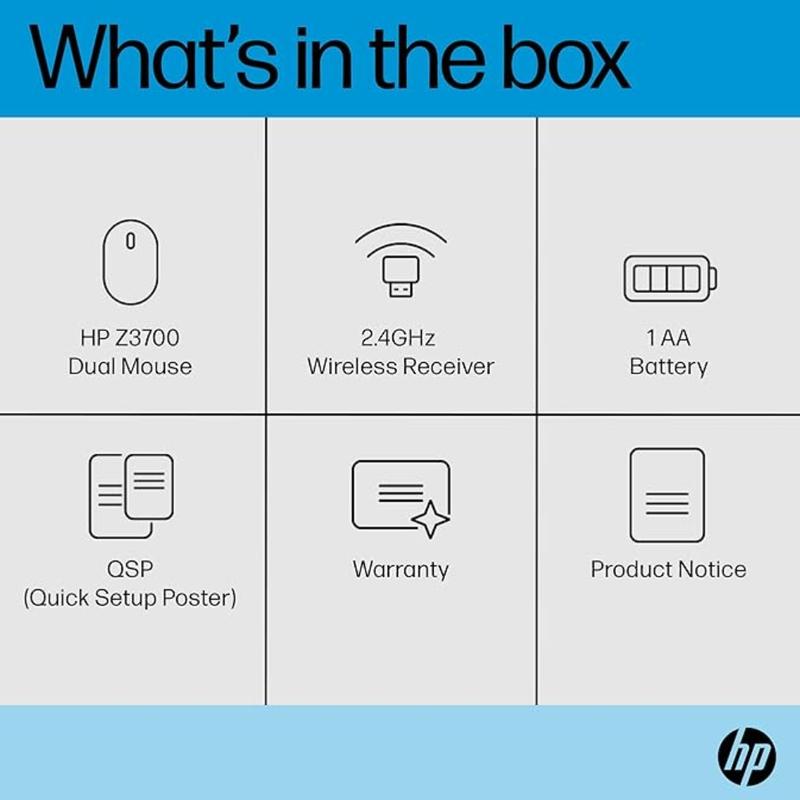 What's in the box
HP Z3700
Dual Mouse
2.4GHz
Wireless Receiver
1 AA
Battery
QSP
(Quick Setup Poster)
Warranty
Product Notice
hp